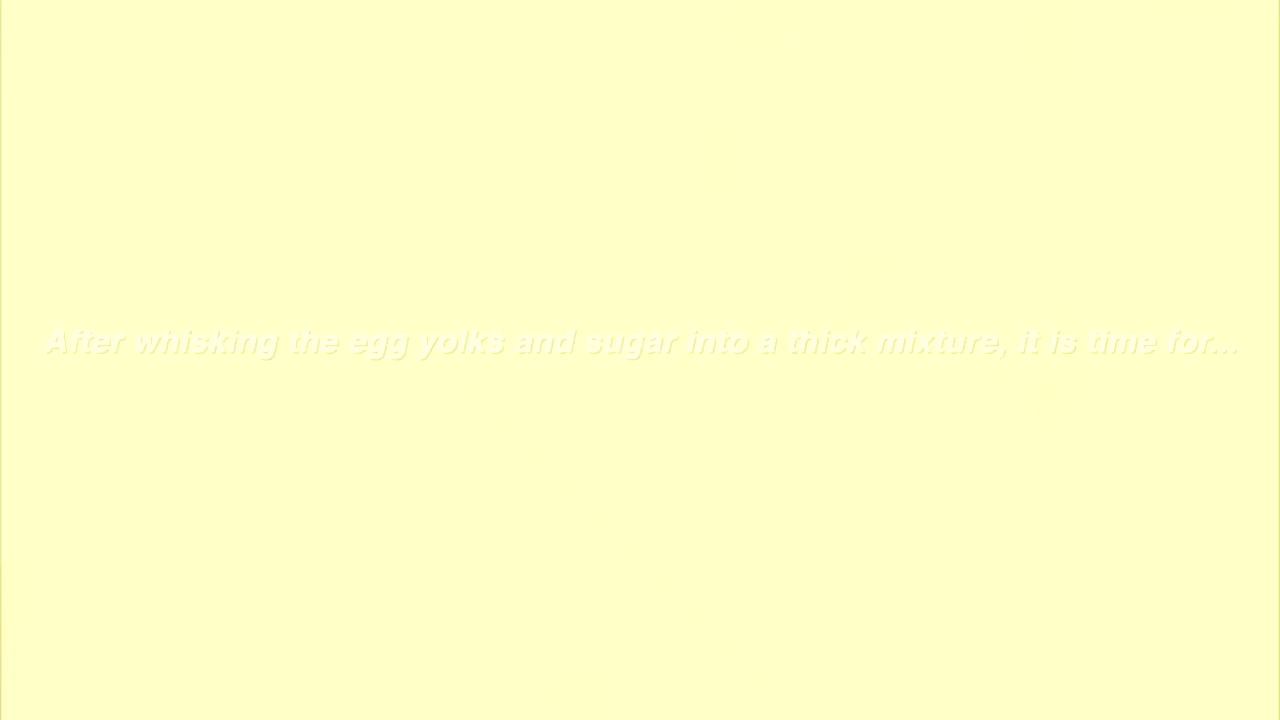 After whisking the egg yolks and sugar into a thick mixture, it is time for...